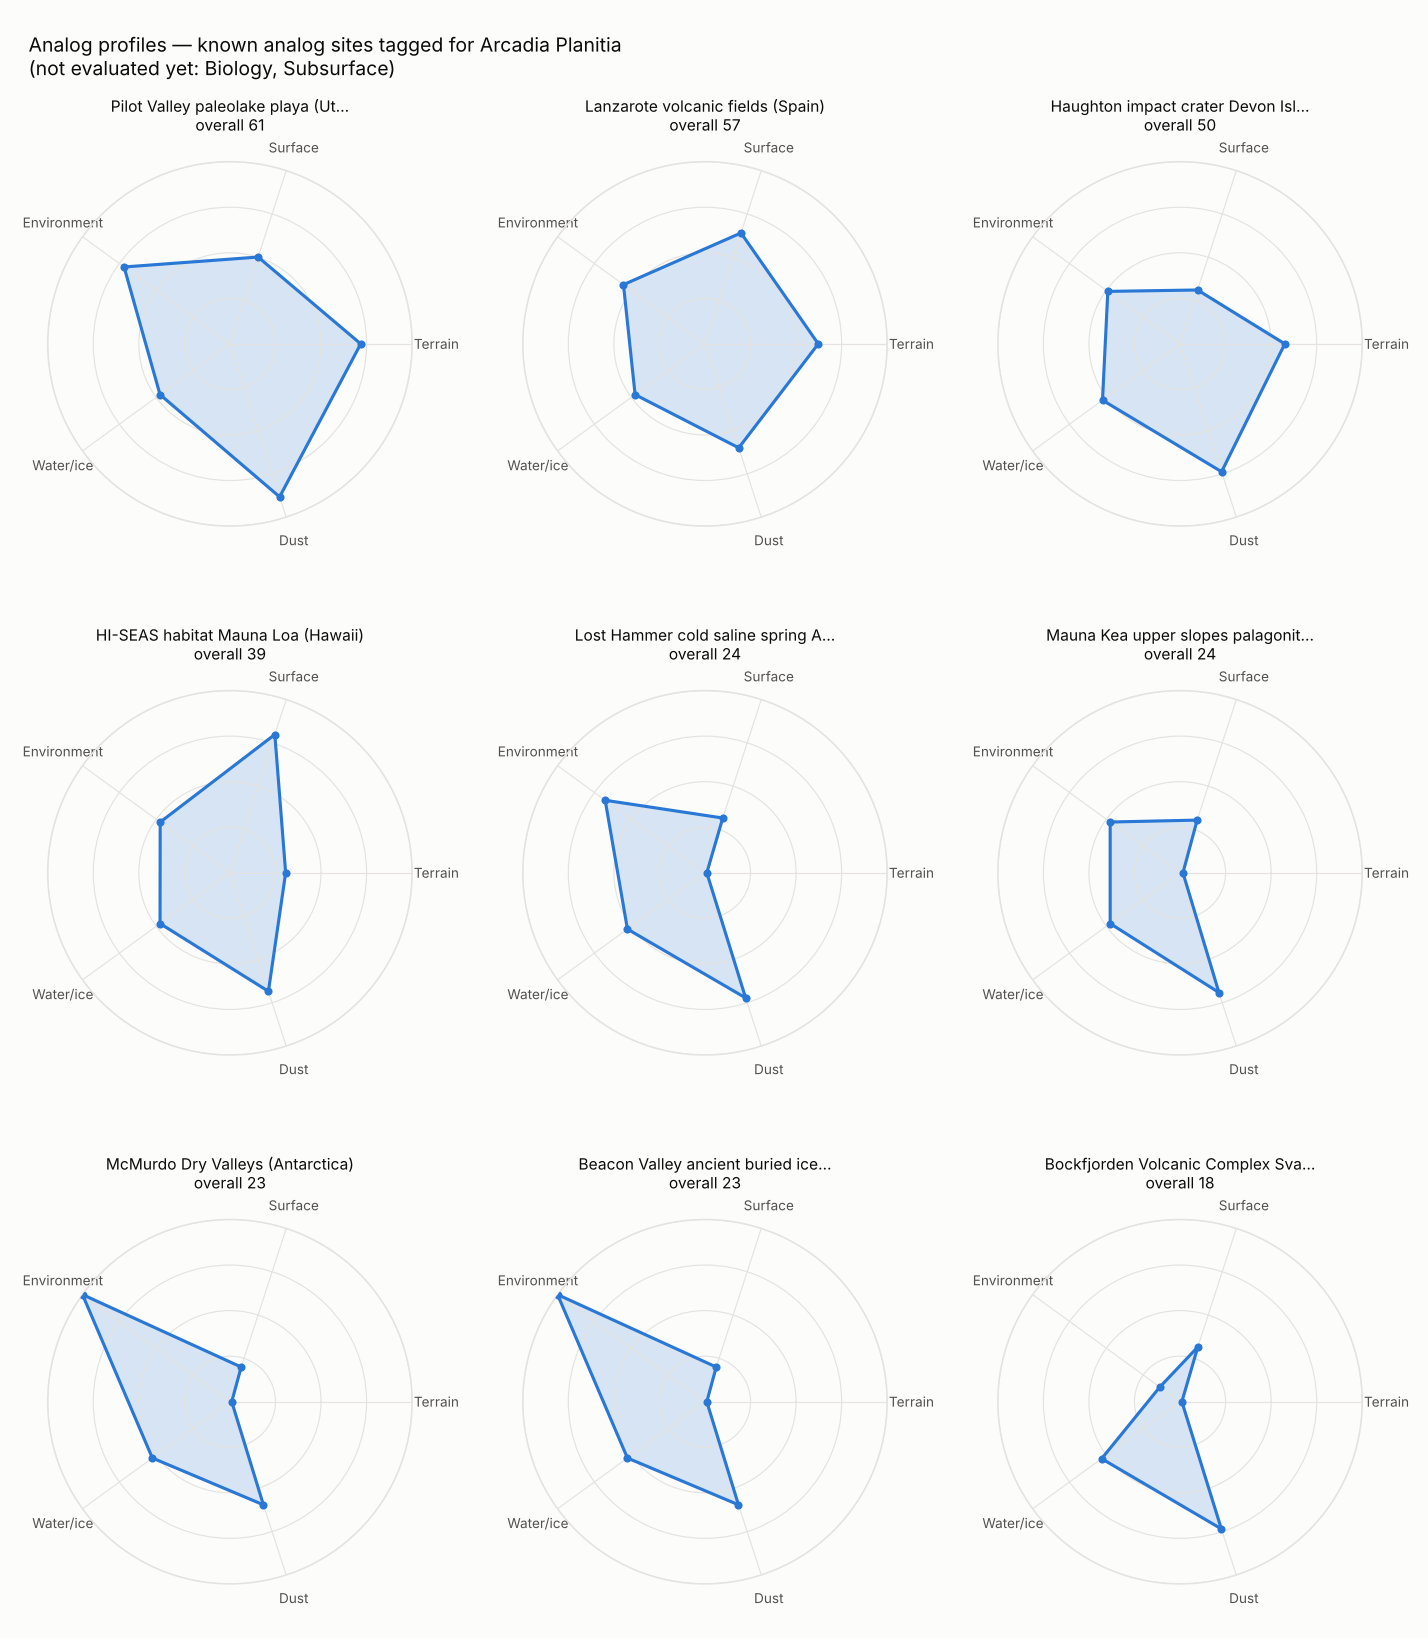 Analog profiles — known analog sites tagged for Arcadia Planitia
(not evaluated yet: Biology, Subsurface)
Pilot Valley paleolake playa (Ut...
overall 61
Surface
Environment
Terrain
Water/ice
Dust
Lanzarote volcanic fields (Spain)
overall 57
Surface
Environment
Terrain
Water/ice
Dust
Haughton impact crater Devon Isl...
overall 50
Surface
Environment
Terrain
Water/ice
Dust
HI-SEAS habitat Mauna Loa (Hawaii)
overall 39
Surface
Environment
Terrain
Water/ice
Dust
Lost Hammer cold saline spring A...
overall 24
Surface
Environment
Terrain
Water/ice
Dust
Mauna Kea upper slopes palagonit...
overall 24
Surface
Environment
Terrain
Water/ice
Dust
McMurdo Dry Valleys (Antarctica)
overall 23
Surface
Environment
Terrain
Water/ice
Dust
Beacon Valley ancient buried ice...
overall 23
Surface
Environment
Terrain
Water/ice
Dust
Bockfjorden Volcanic Complex Sva...
overall 18
Surface
Environment
Terrain
Water/ice
Dust